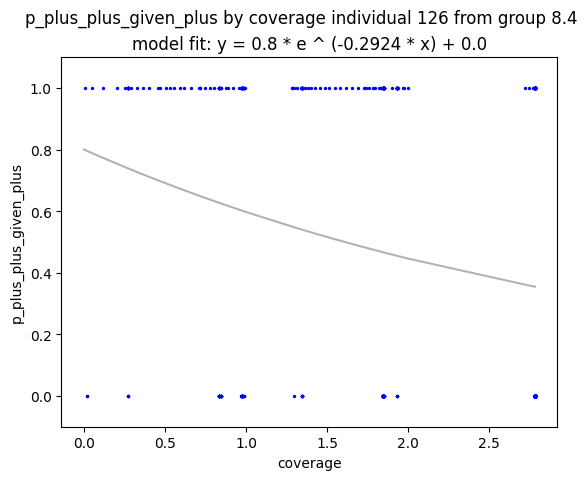 p_plus_plus_given_plus by coverage individual 126 from group 8.4
model fit: y = 0.8 * e ^ (-0.2924 * x) + 0.0
p_plus_plus_given_plus
1.0
0.8
0.6
0.4
0.2
0.0
0.0 0.5 1.0 1.5 2.0 2.5
coverage